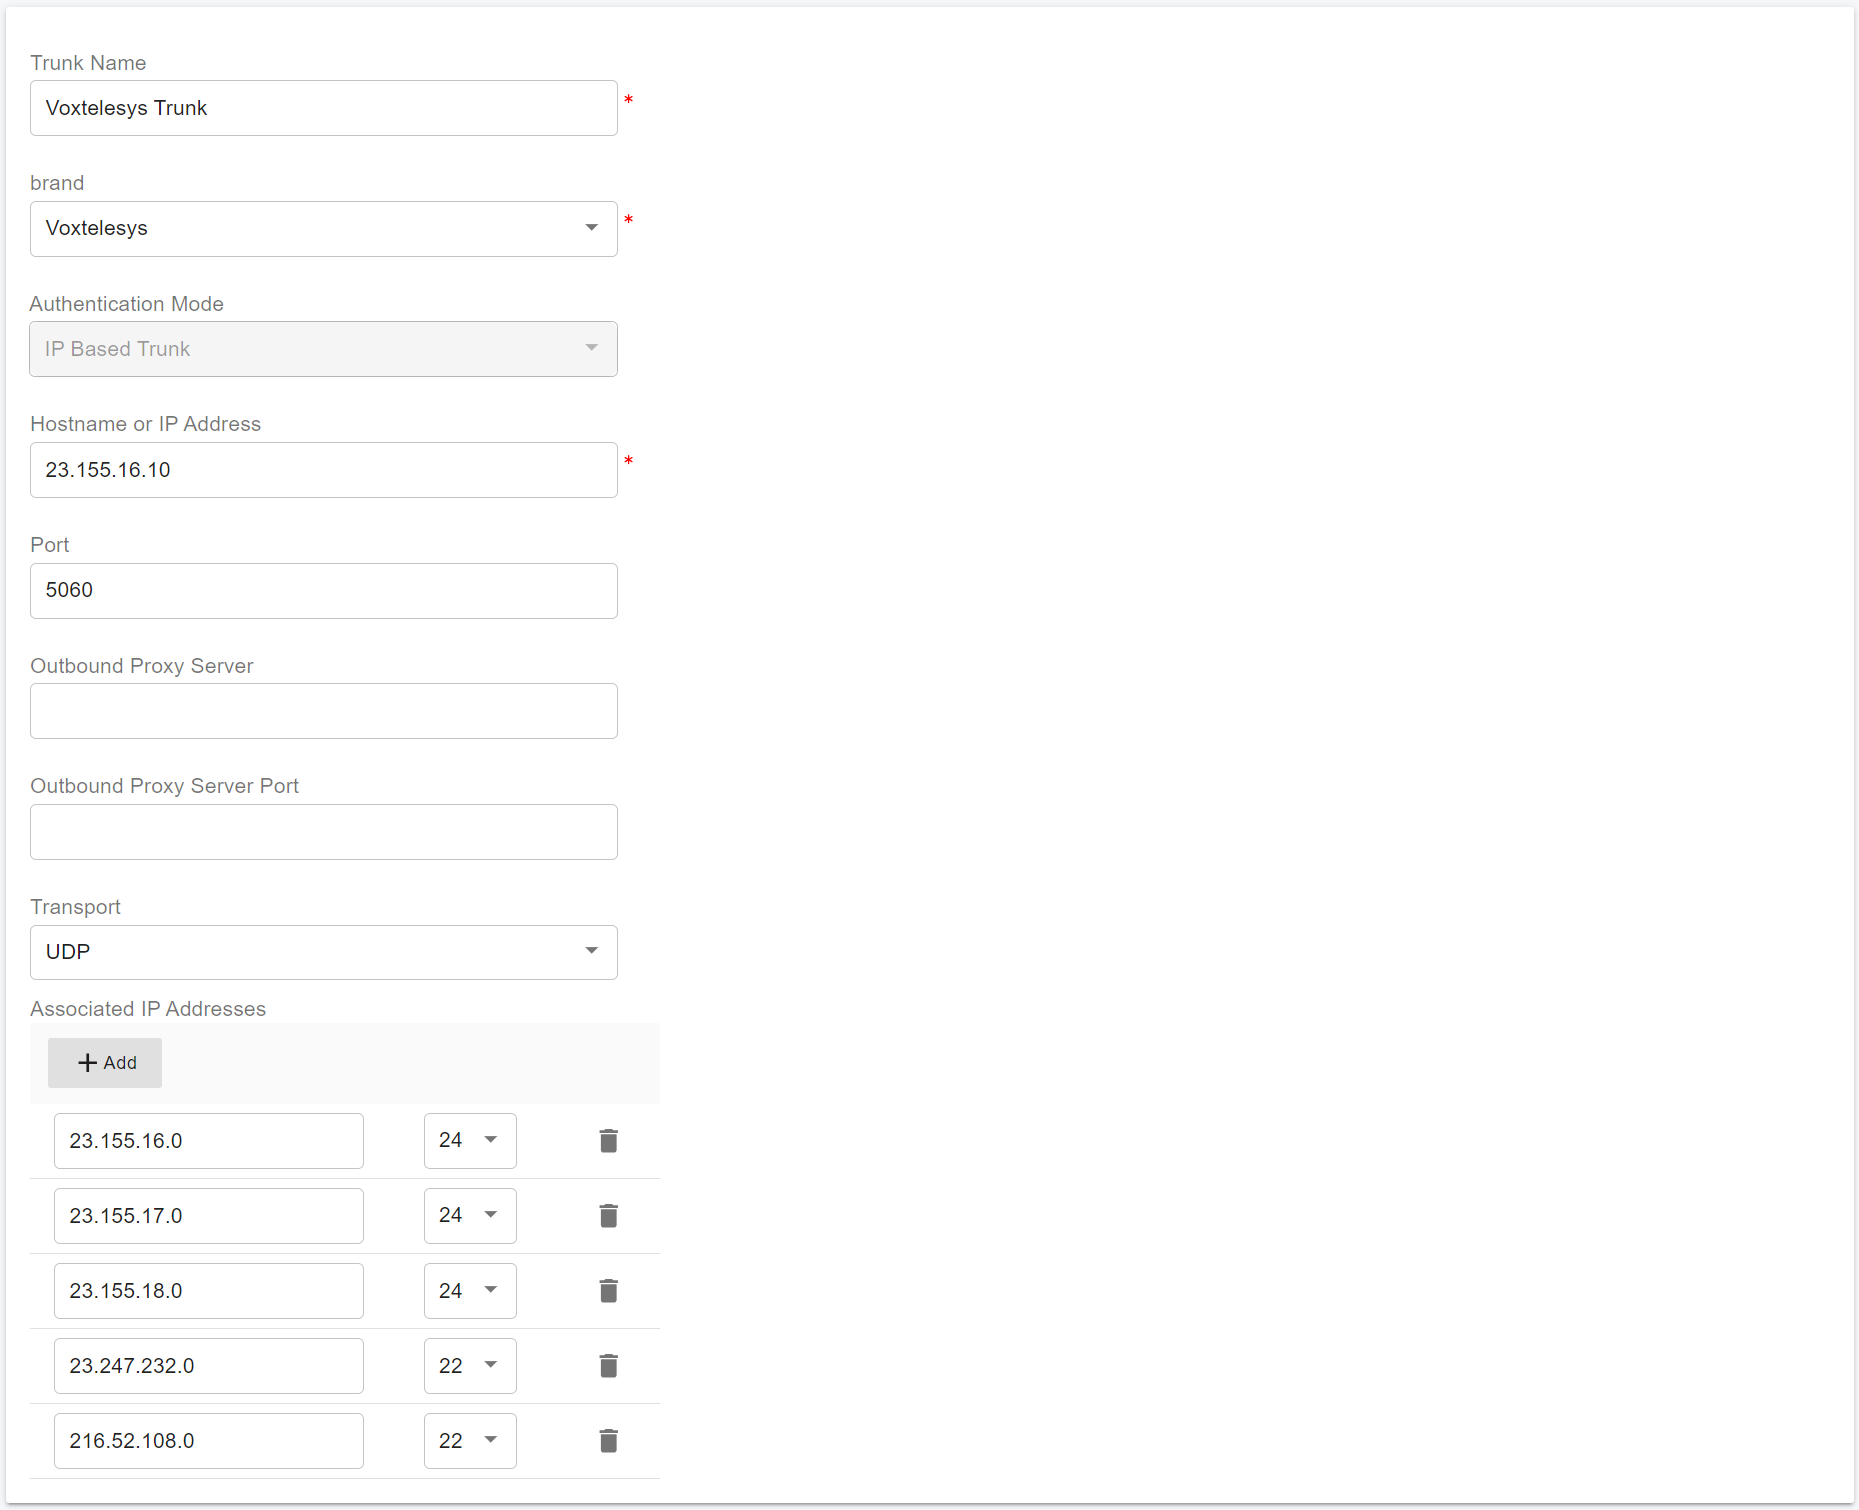 Trunk Name
Voxtelesys Trunk *
brand
Voxtelesys *
Authentication Mode
IP Based Trunk
Hostname or IP Address
23.155.16.10 *
Port
5060
Outbound Proxy Server
Outbound Proxy Server Port
Transport
UDP
Associated IP Addresses
+ Add
23.155.16.0 24
23.155.17.0 24
23.155.18.0 24
23.247.232.0 22
216.52.108.0 22